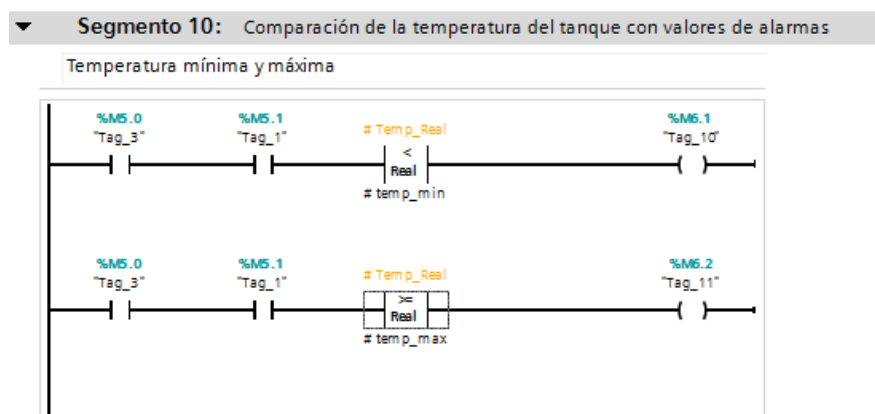 Segmento 10: Comparación de la temperatura del tanque con valores de alarmas
Temperatura mínima y máxima
%M5.0 %M5.1 %M6.1
"Tag_3" "Tag_1" #Temp_Real "Tag_10"
<
Real
#temp_min
%M5.0 %M5.1 %M6.2
"Tag_3" "Tag_1" #Temp_Real "Tag_11"
>=
Real
#temp_max